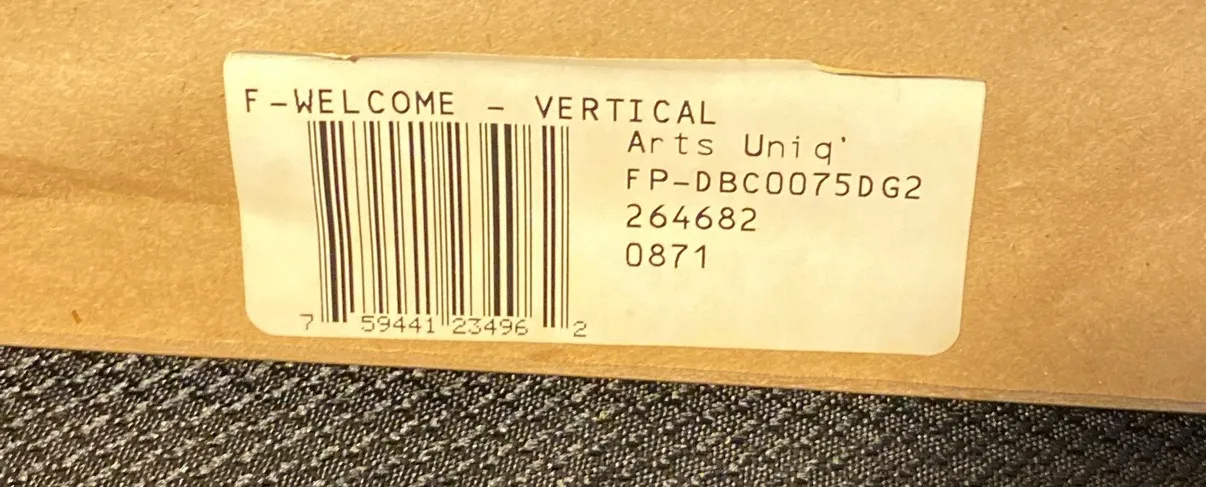 F-WELCOME - VERTICAL
Arts Uniq'
FP-DBC0075DG2
264682
0871
7 59441 23496 2